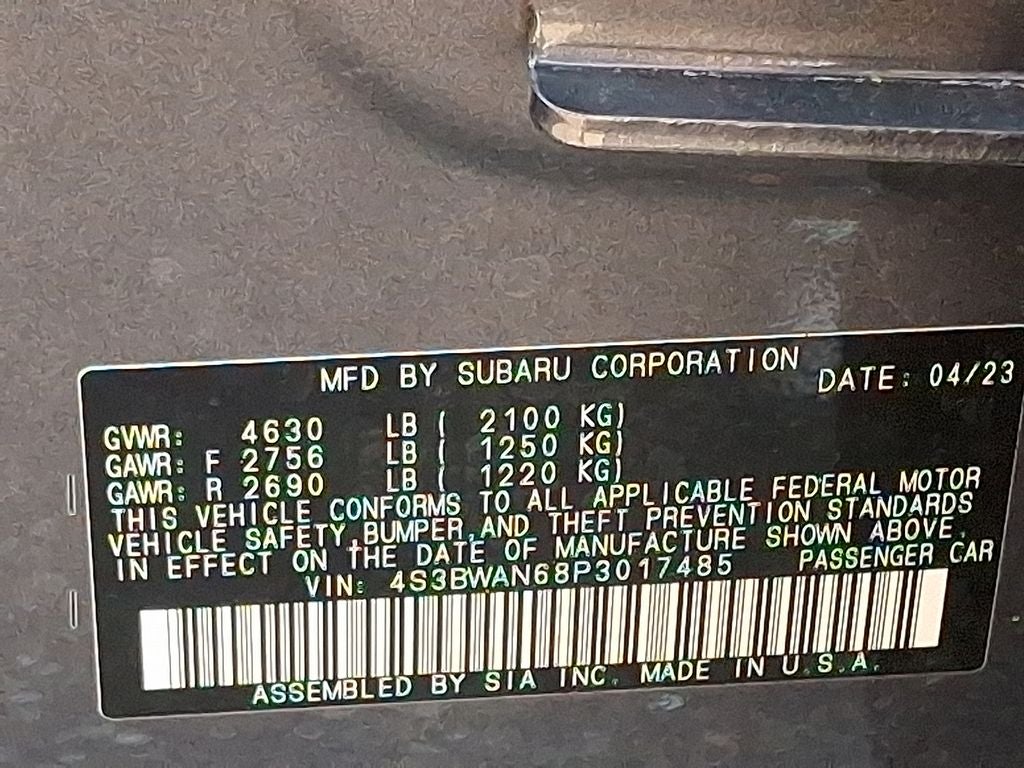 MFD BY SUBARU CORPORATION DATE: 04/23
GVWR: 4630 LB ( 2100 KG)
GAWR: F 2756 LB ( 1250 KG)
GAWR: R 2690 LB ( 1220 KG)
THIS VEHICLE CONFORMS TO ALL APPLICABLE FEDERAL MOTOR
VEHICLE SAFETY, BUMPER, AND THEFT PREVENTION STANDARDS
IN EFFECT ON THE DATE OF MANUFACTURE SHOWN ABOVE.
VIN: 4S3BWAN68P3017485 PASSENGER CAR
ASSEMBLED BY SIA INC. MADE IN U.S.A.